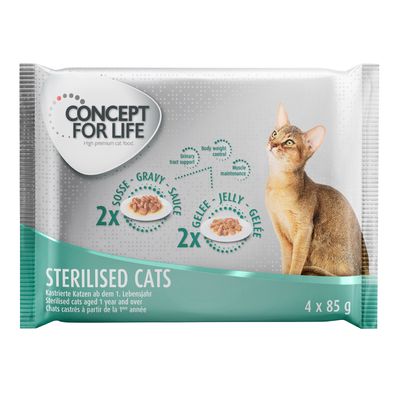 CONCEPT
FOR LIFE
High premium cat food.
Urinary
tract support
Body weight
control
Muscle
maintenance
2x
SOSSE - GRAVY - SAUCE
2x
GELEE - JELLY - GELÉE
STERILISED CATS
Kastrierte Katzen ab dem 1. Lebensjahr
Sterilised cats aged 1 year and over
Chats castrés à partir de la 1ère année
4 x 85 g